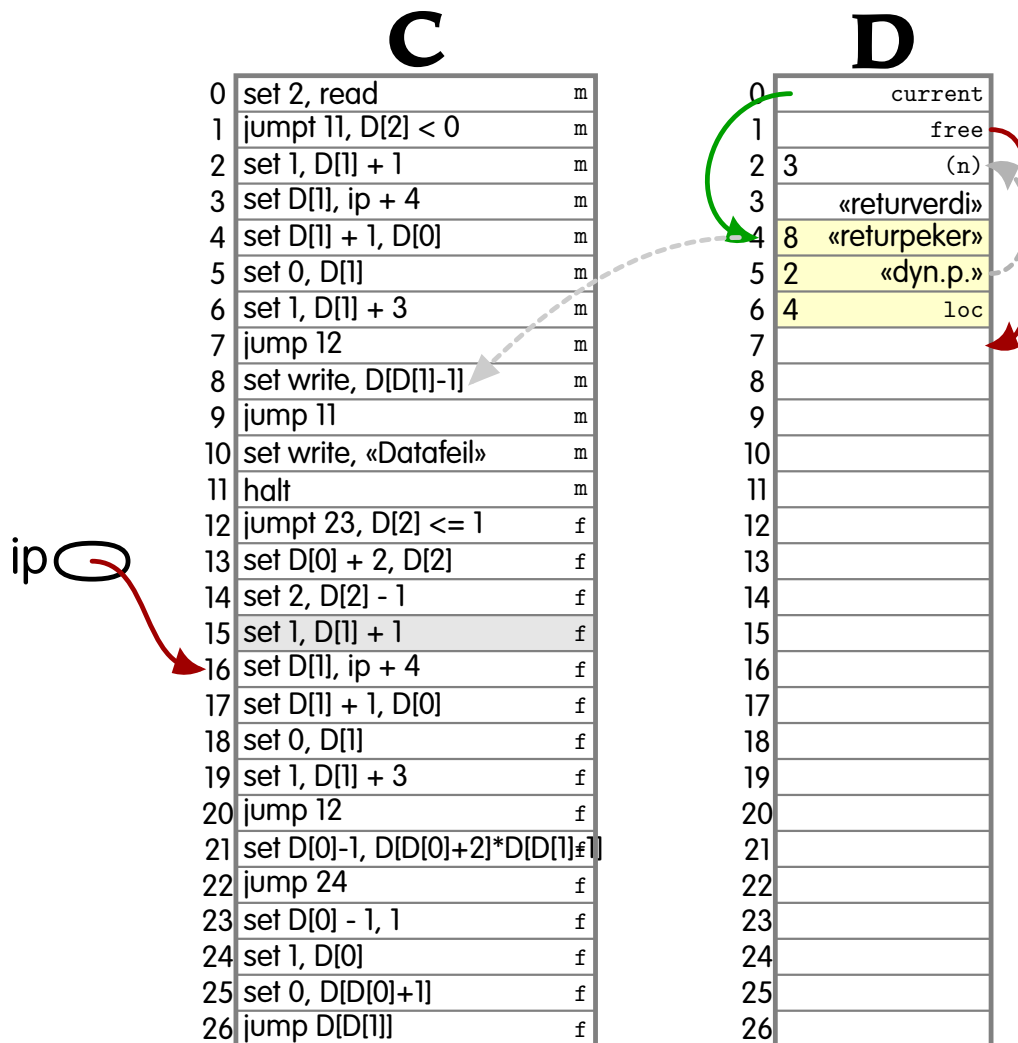 C D
0 set 2, read m 0 current
1 jumpt 11, D[2] < 0 m 1 free
2 set 1, D[1] + 1 m 2 3 (n)
3 set D[1], ip + 4 m 3 «returverdi»
4 set D[1] + 1, D[0] m 4 8 «returpeker»
5 set 0, D[1] m 5 2 «dyn.p.»
6 set 1, D[1] + 3 m 6 4 loc
7 jump 12 m 7
8 set write, D[D[1]-1] m 8
9 jump 11 m 9
10 set write, «Datafeil» m 10
11 halt m 11
12 jumpt 23, D[2] <= 1 f 12
ip 13 set D[0] + 2, D[2] f 13
14 set 2, D[2] - 1 f 14
15 set 1, D[1] + 1 f 15
16 set D[1], ip + 4 f 16
17 set D[1] + 1, D[0] f 17
18 set 0, D[1] f 18
19 set 1, D[1] + 3 f 19
20 jump 12 f 20
21 set D[0]-1, D[D[0]+2]*D[D[1]-1] f 21
22 jump 24 f 22
23 set D[0] - 1, 1 f 23
24 set 1, D[0] f 24
25 set 0, D[D[0]+1] f 25
26 jump D[D[1]] f 26